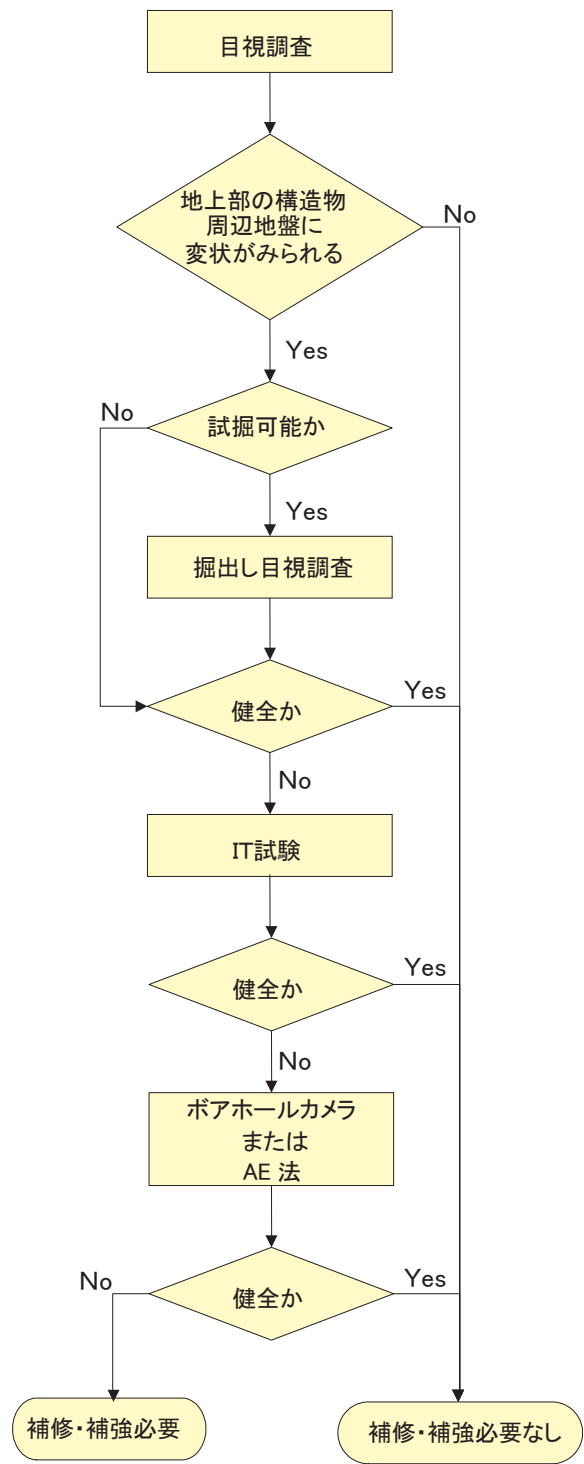 目視調査
地上部の構造物
周辺地盤に
変状がみられる
No
Yes
試掘可能か
No
Yes
掘出し目視調査
健全か
Yes
No
IT試験
健全か
Yes
No
ボアホールカメラ
または
AE 法
健全か
No
Yes
補修・補強必要
補修・補強必要なし